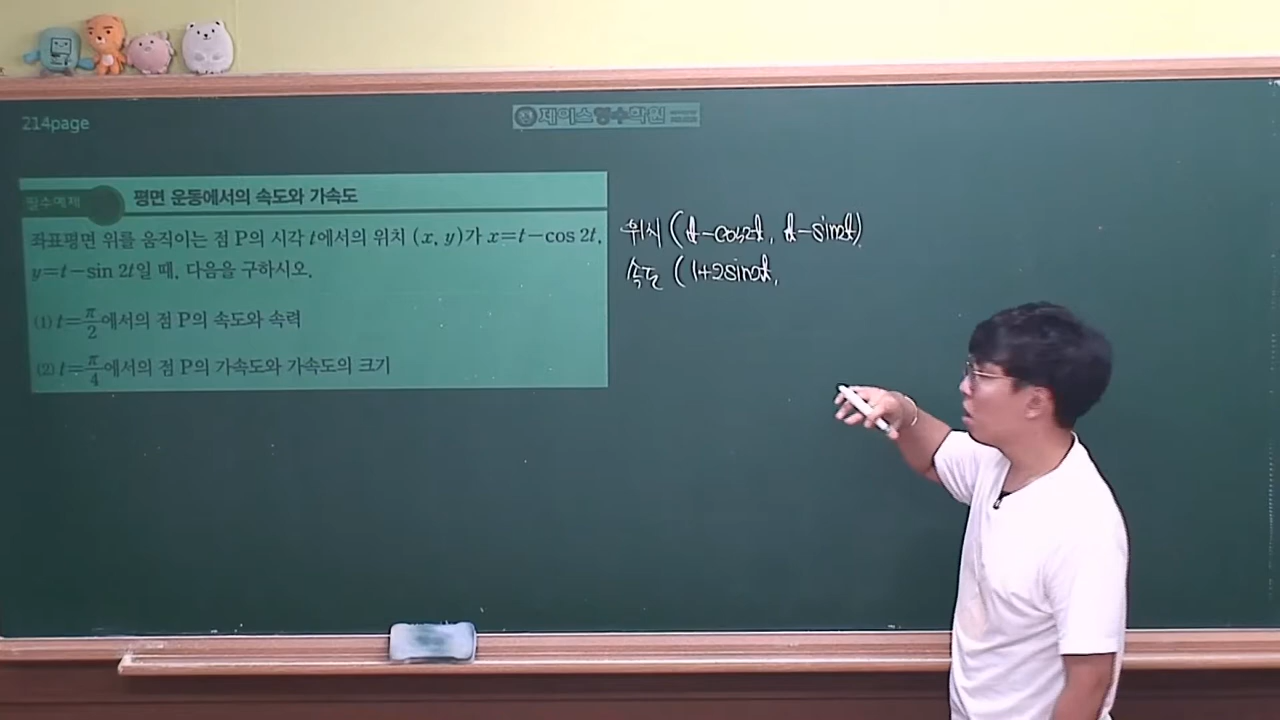 214page
제이스영수학원
필수예제
평면 운동에서의 속도와 가속도
좌표평면 위를 움직이는 점 P의 시각 t에서의 위치 (x, y)가 x=t−cos 2t,
y=t−sin 2t일 때, 다음을 구하시오.
(1) t=π/2에서의 점 P의 속도와 속력
(2) t=π/4에서의 점 P의 가속도와 가속도의 크기
위치 (t−cos2t, t−sin2t)
속도 (1+2sin2t,